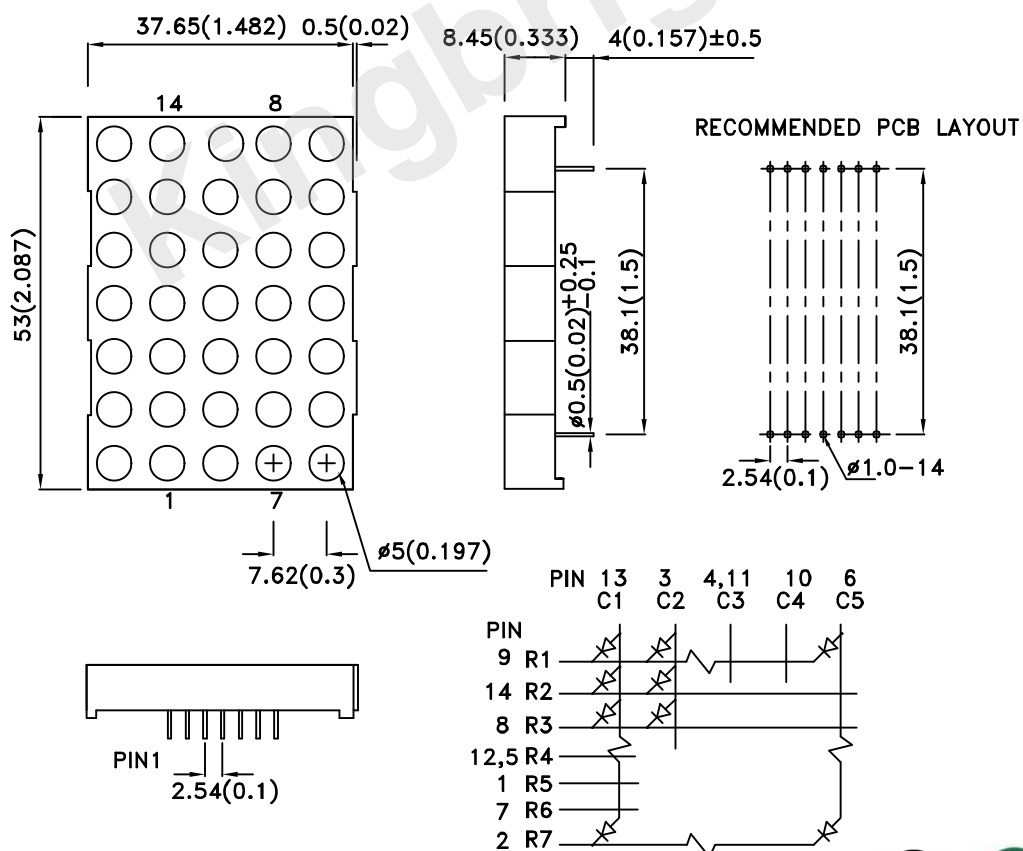 37.65(1.482) 0.5(0.02)
8.45(0.333) 4(0.157)±0.5
14 8
RECOMMENDED PCB LAYOUT
53(2.087)
ø0.5(0.02)+0.25 -0.1
38.1(1.5)
38.1(1.5)
2.54(0.1)
ø1.0-14
1 7
ø5(0.197)
7.62(0.3)
PIN 13 3 4,11 10 6
C1 C2 C3 C4 C5
PIN
9 R1
14 R2
8 R3
12,5 R4
1 R5
7 R6
2 R7
PIN1
2.54(0.1)